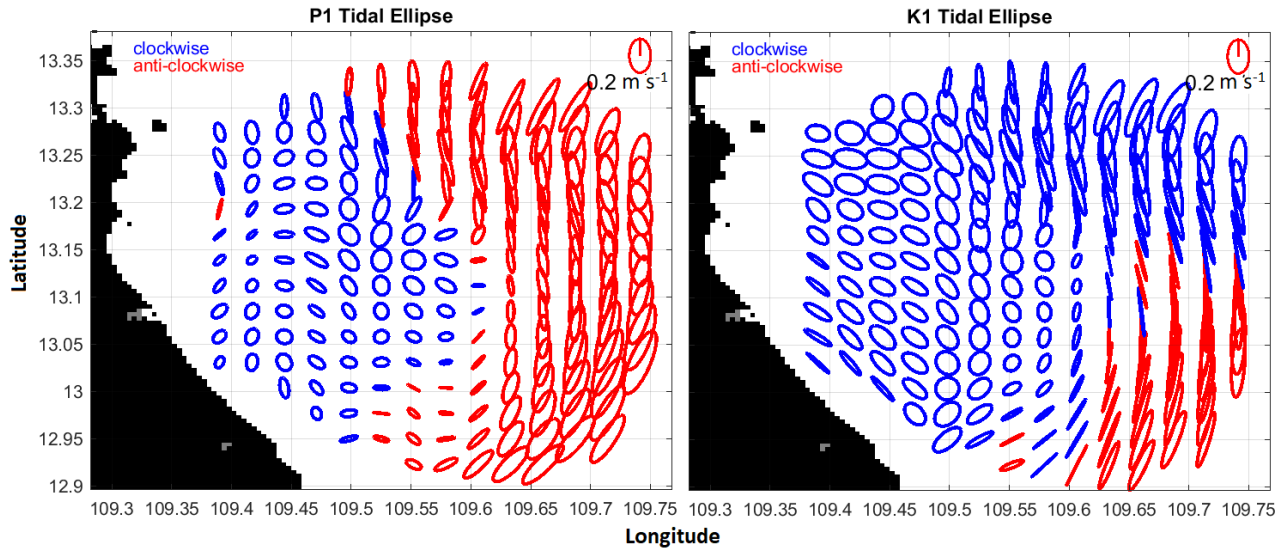 P1 Tidal Ellipse
K1 Tidal Ellipse
clockwise
anti-clockwise
0.2 m s⁻¹
clockwise
anti-clockwise
0.2 m s⁻¹
Latitude
13.35
13.3
13.25
13.2
13.15
13.1
13.05
13
12.95
12.9
109.3 109.35 109.4 109.45 109.5 109.55 109.6 109.65 109.7 109.75
109.3 109.35 109.4 109.45 109.5 109.55 109.6 109.65 109.7 109.75
Longitude